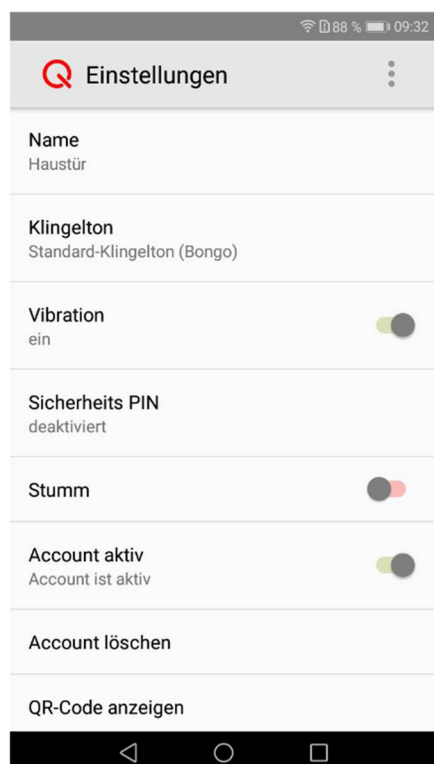 88 % 09:32
Einstellungen
Name
Haustür
Klingelton
Standard-Klingelton (Bongo)
Vibration
ein
Sicherheits PIN
deaktiviert
Stumm
Account aktiv
Account ist aktiv
Account löschen
QR-Code anzeigen